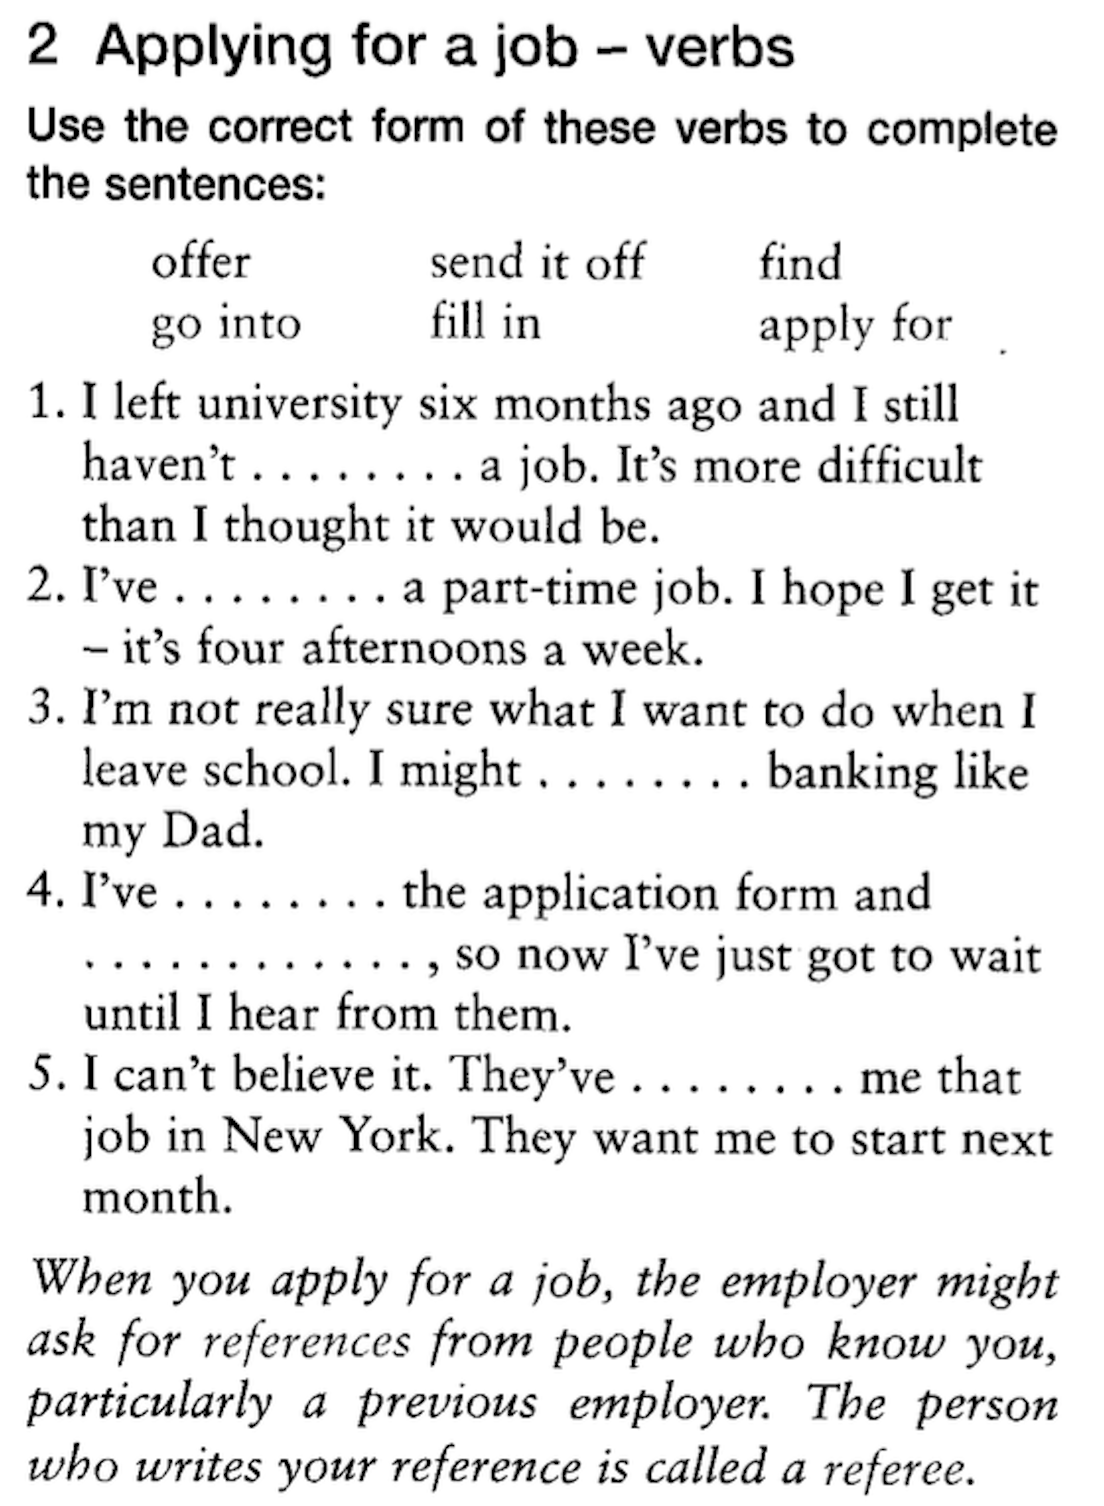 2 Applying for a job – verbs
Use the correct form of these verbs to complete
the sentences:
offer send it off find
go into fill in apply for
1. I left university six months ago and I still
haven't . . . . . . . . a job. It's more difficult
than I thought it would be.
2. I've . . . . . . . . a part-time job. I hope I get it
– it's four afternoons a week.
3. I'm not really sure what I want to do when I
leave school. I might . . . . . . . . banking like
my Dad.
4. I've . . . . . . . . the application form and
. . . . . . . . . . . . . , so now I've just got to wait
until I hear from them.
5. I can't believe it. They've . . . . . . . . me that
job in New York. They want me to start next
month.
When you apply for a job, the employer might
ask for references from people who know you,
particularly a previous employer. The person
who writes your reference is called a referee.